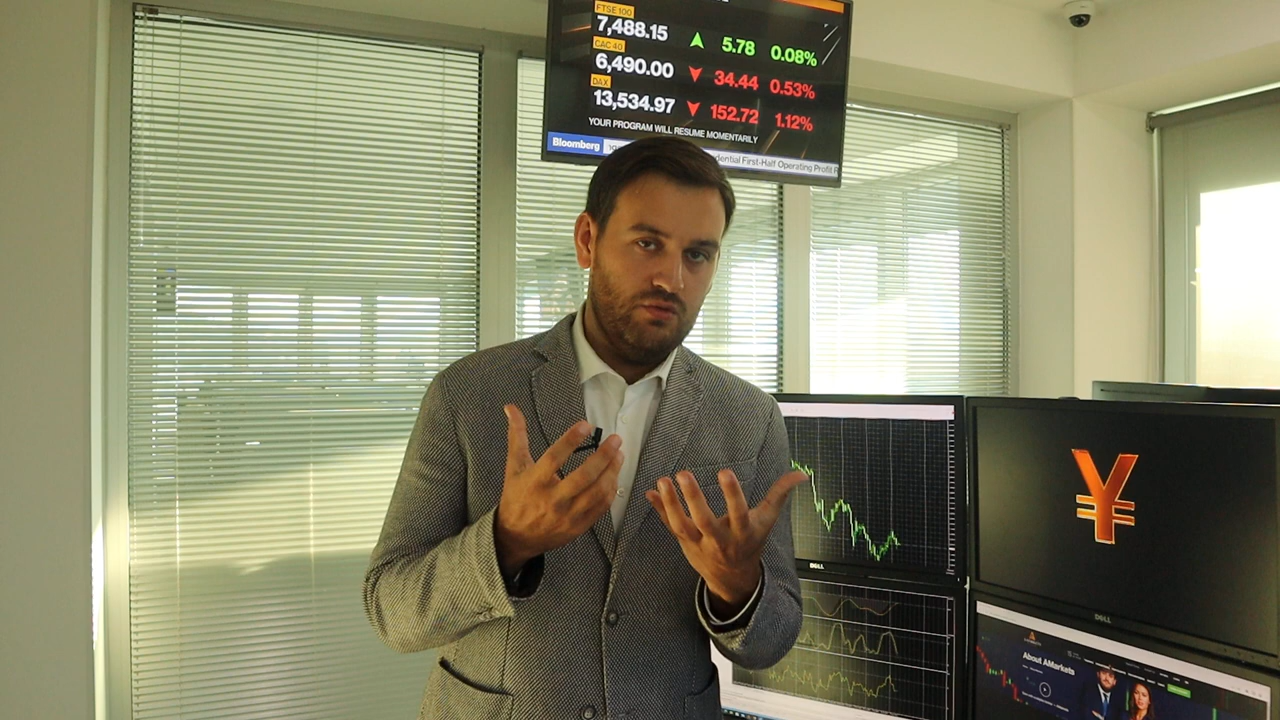 FTSE 100
7,488.15 5.78 0.08%
CAC 40
6,490.00 34.44 0.53%
DAX
13,534.97 152.72 1.12%
YOUR PROGRAM WILL RESUME MOMENTARILY
Bloomberg
dential First-Half Operating Profit R
¥
DELL
DELL
About AMarkets